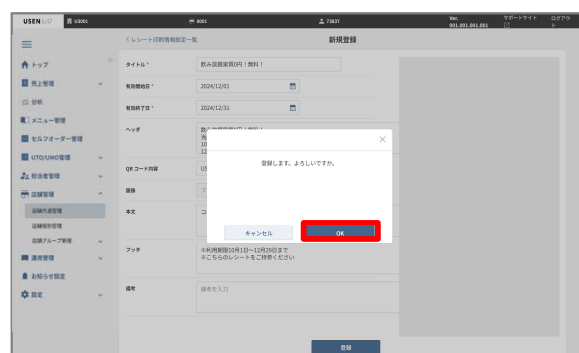 USEN レジ
U3001
0001
73837
Ver.
001.001.001.001
サポートサイト
ログアウト
< レシート印刷情報設定一覧
新規登録
トップ
売上管理
分析
メニュー管理
セルフオーダー管理
UTO/UMO管理
担当者管理
店舗管理
店舗共通管理
店舗個別管理
店舗グループ管理
運用管理
お知らせ設定
設定
タイトル *
飲み放題実質0円！無料！
有効開始日 *
2024/12/01
有効終了日 *
2024/12/31
ヘッダ
10
12
QR コード内容
US
画像
フ
本文
コ
登録します。よろしいですか。
キャンセル
OK
フッタ
※利用期限10月1日～12月29日まで
※こちらのレシートをご持参ください
備考
備考を入力
登録